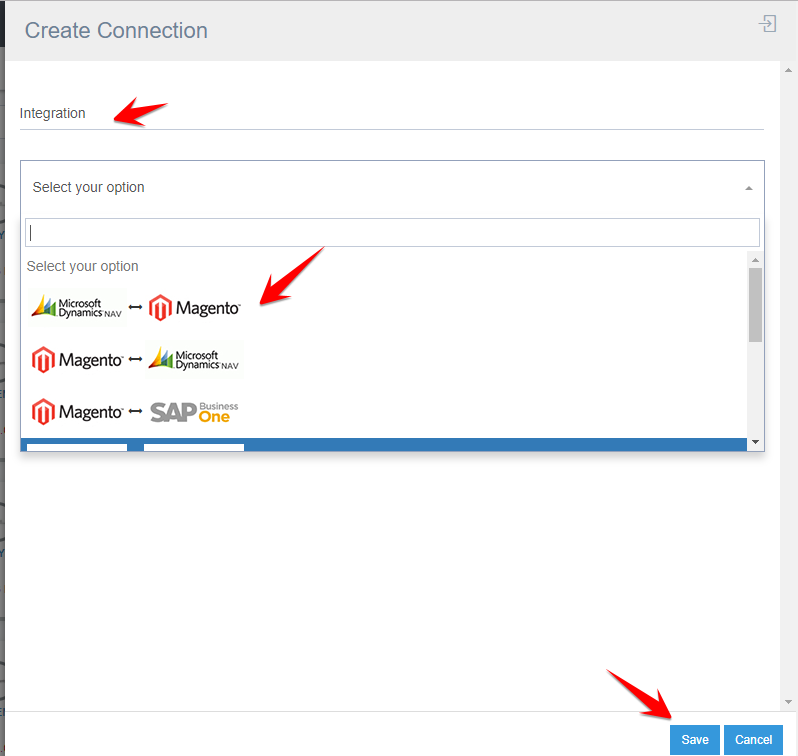 Create Connection
Integration
Select your option
Select your option
Microsoft Dynamics NAV Magento
Magento Microsoft Dynamics NAV
Magento SAP Business One
Save Cancel